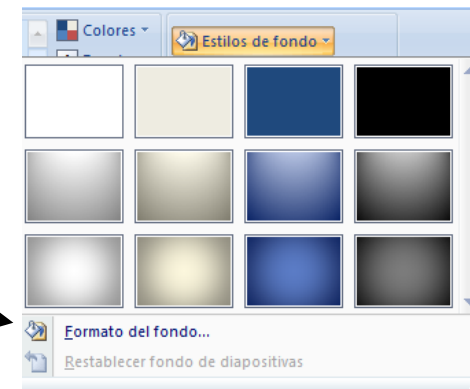 Colores
Estilos de fondo
Formato del fondo...
Restablecer fondo de diapositivas